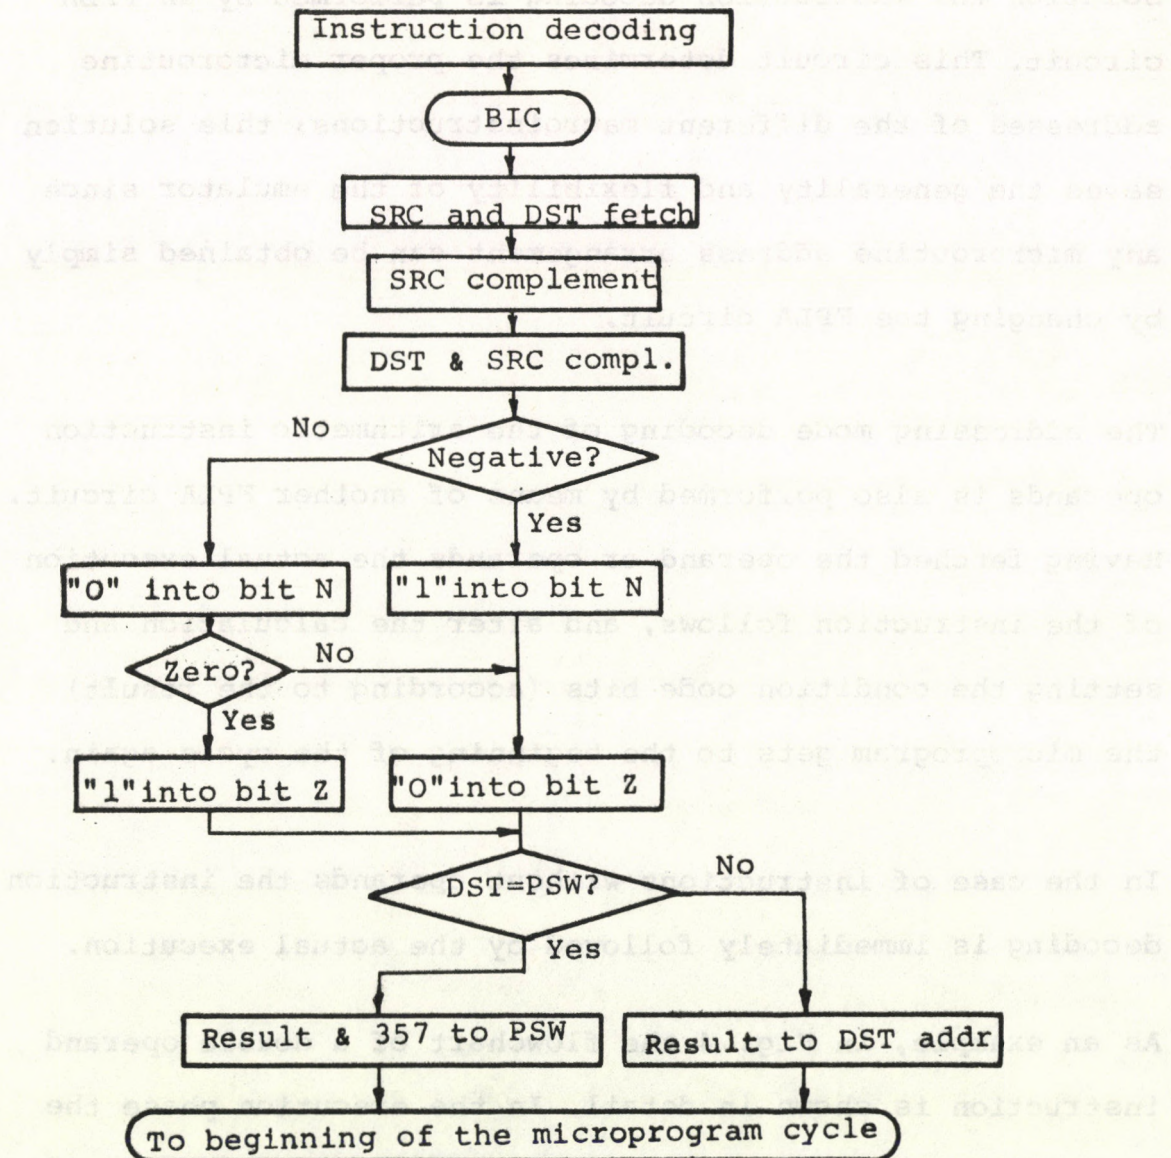 Instruction decoding
BIC
SRC and DST fetch
SRC complement
DST & SRC compl.
Negative?
No
Yes
"0" into bit N
"1"into bit N
Zero?
No
Yes
"1"into bit Z
"0"into bit Z
DST=PSW?
No
Yes
Result & 357 to PSW
Result to DST addr
To beginning of the microprogram cycle